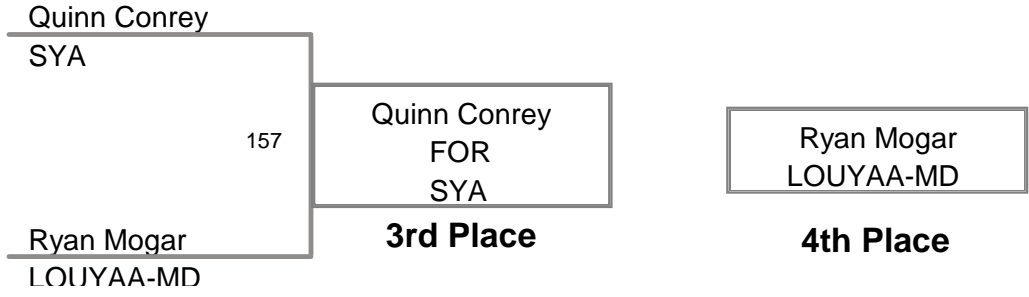 Quinn Conrey
SYA
157
Quinn Conrey
FOR
SYA
3rd Place
Ryan Mogar
LOUYAA-MD
4th Place
Ryan Mogar
LOUYAA-MD